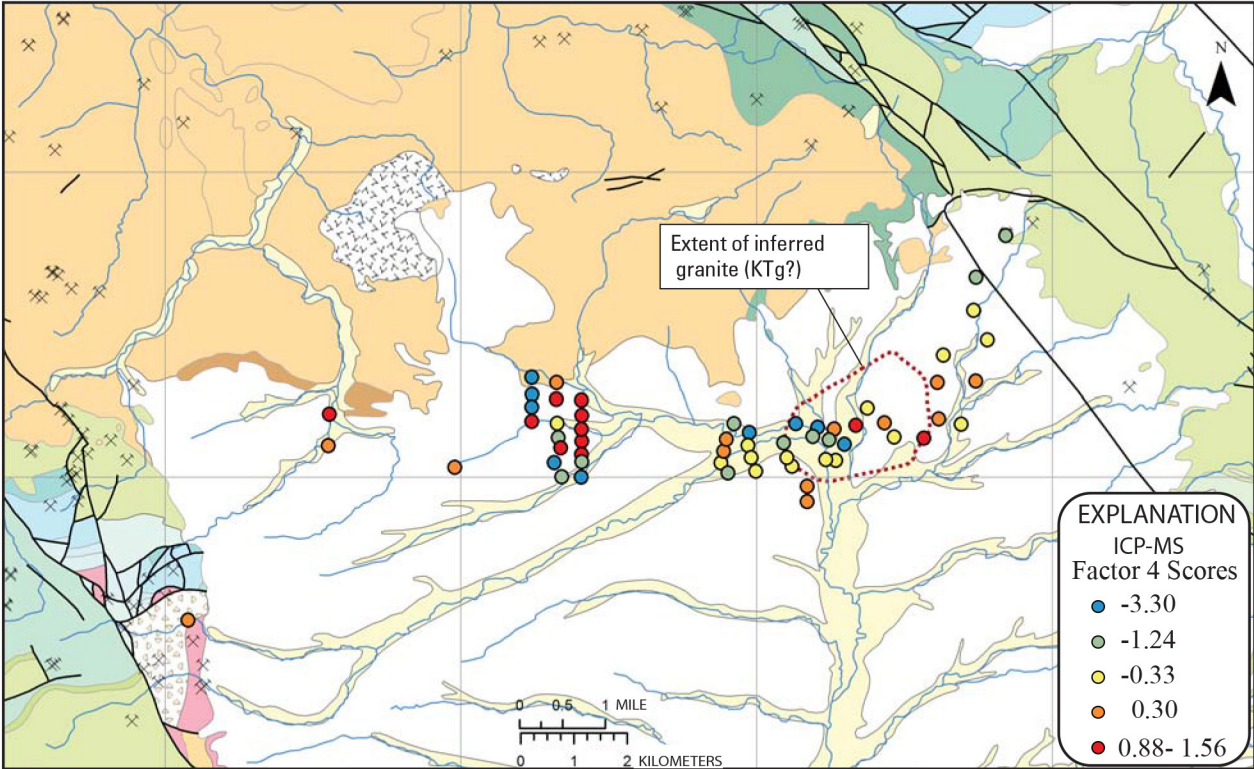 N
Extent of inferred
granite (KTg?)
EXPLANATION
ICP-MS
Factor 4 Scores
-3.30
-1.24
-0.33
0.30
0.88- 1.56
0 0.5 1 MILE
0 1 2 KILOMETERS